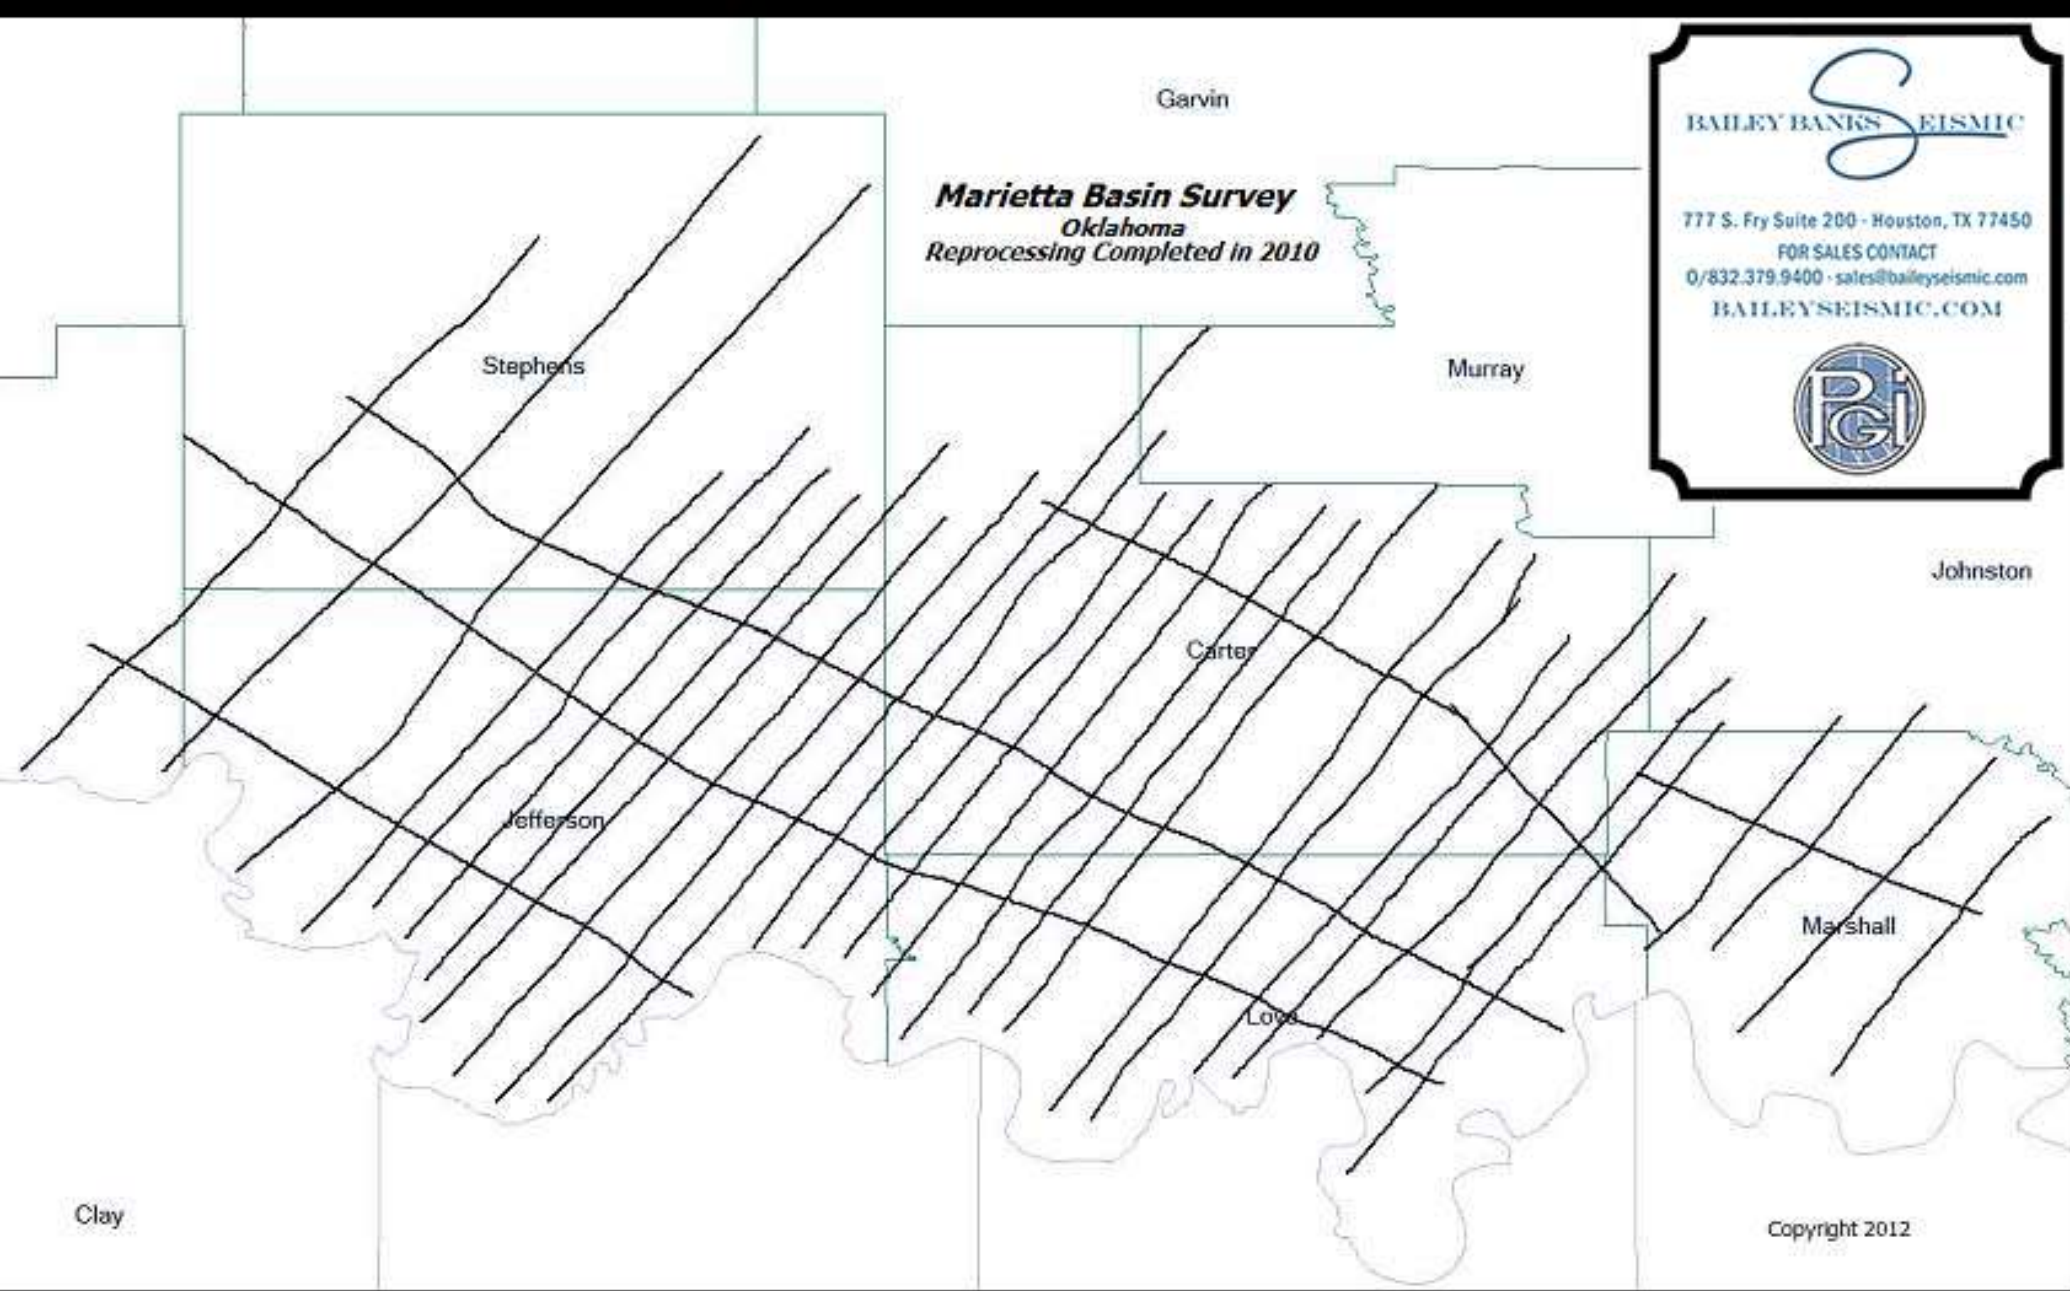 Garvin
Marietta Basin Survey
Oklahoma
Reprocessing Completed in 2010
BAILEY BANKS SEISMIC
777 S. Fry Suite 200 - Houston, TX 77450
FOR SALES CONTACT
O/832.379.9400 - sales@baileyseismic.com
BAILEYSEISMIC.COM
PGI
Stephens
Murray
Johnston
Carter
Jefferson
Marshall
Love
Clay
Copyright 2012